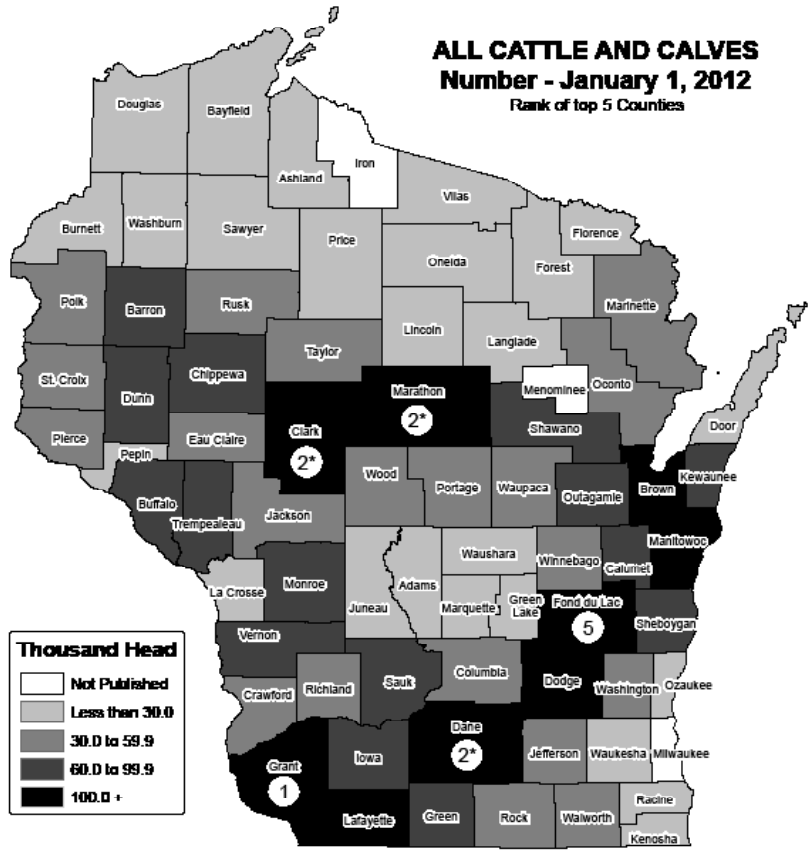 ALL CATTLE AND CALVES
Number - January 1, 2012
Rank of top 5 Counties
Douglas
Bayfield
Ashland
Iron
Vilas
Burnett
Washburn
Sawyer
Price
Oneida
Forest
Florence
Polk
Barron
Rusk
Marinette
Lincoln
Langlade
Taylor
St. Croix
Dunn
Chippewa
Marathon
2*
Menominee
Oconto
Door
Pierce
Pepin
Eau Claire
Clark
2*
Shawano
Wood
Portage
Waupaca
Outagamie
Brown
Kewaunee
Buffalo
Trempealeau
Jackson
Manitowoc
Waushara
Winnebago
Calumet
La Crosse
Monroe
Juneau
Adams
Marquette
Green
Lake
Fond du Lac
5
Sheboygan
Vernon
Thousand Head
Not Published
Less than 30.0
30.0 to 59.9
60.0 to 99.9
100.0 +
Crawford
Richland
Sauk
Columbia
Dodge
Washington
Ozaukee
Grant
1
Iowa
Dane
2*
Jefferson
Waukesha
Milwaukee
Lafayette
Green
Rock
Walworth
Racine
Kenosha